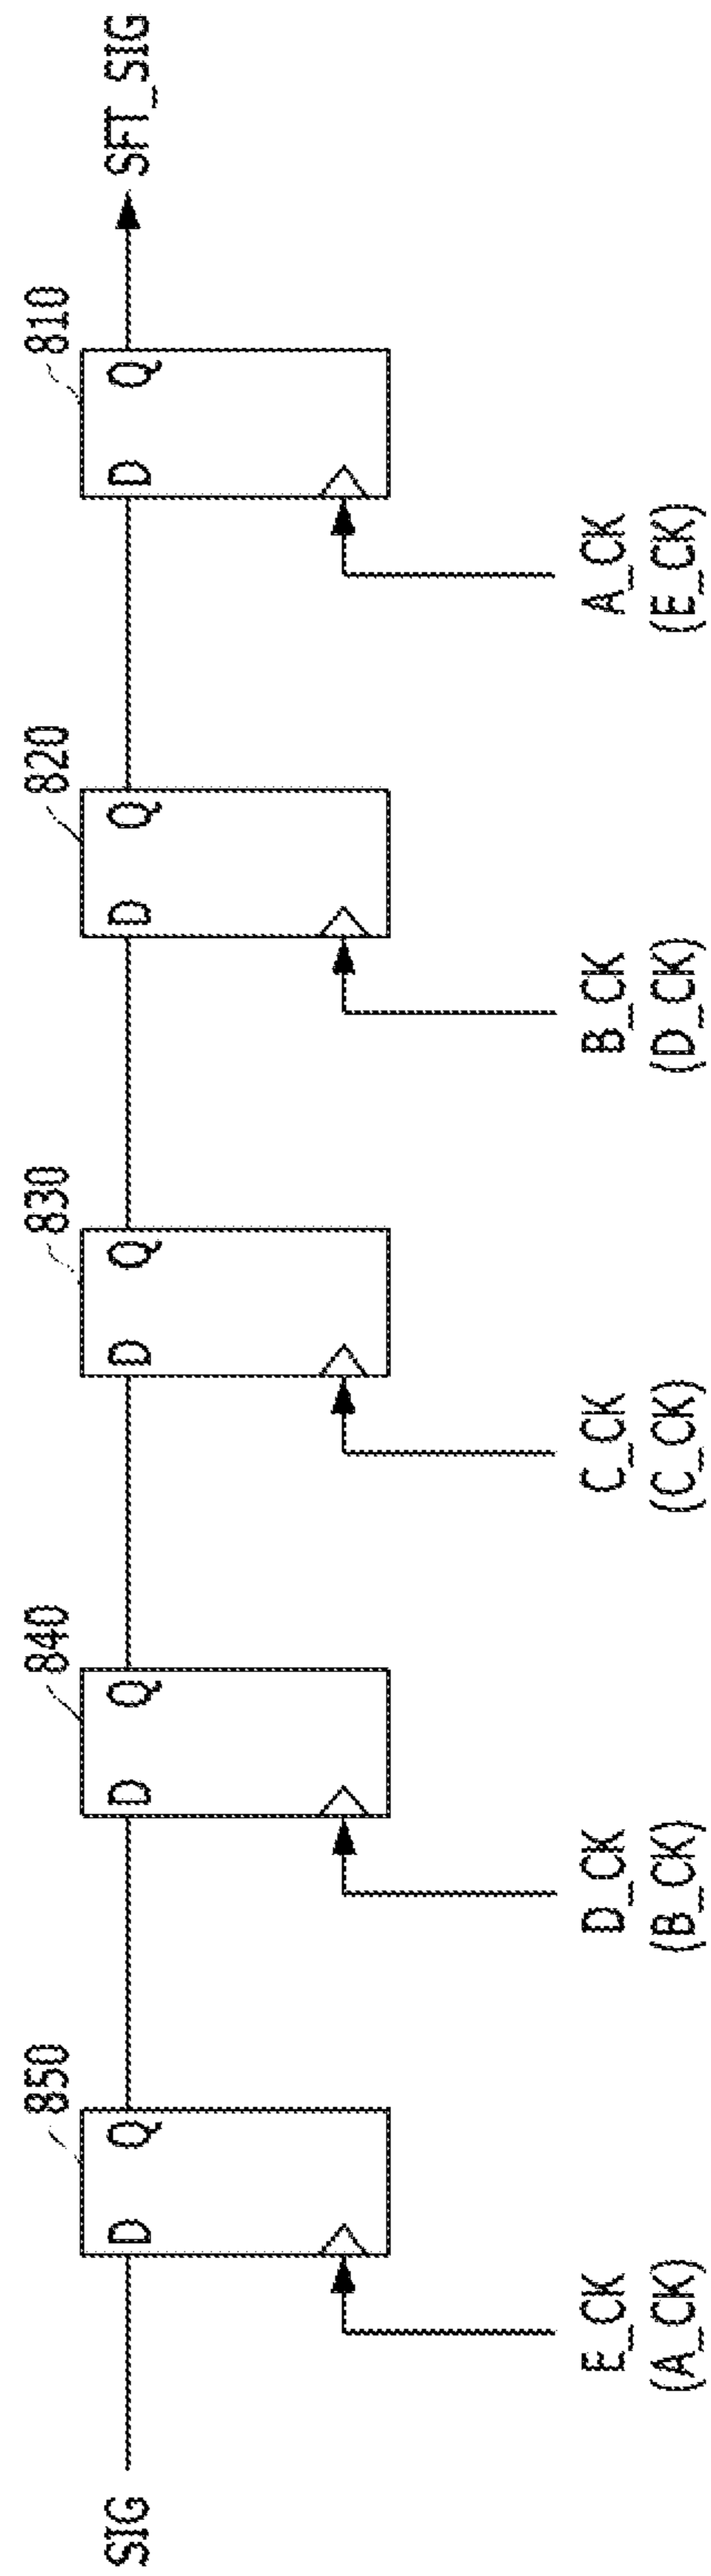 850
840
830
820
810
SIG
D Q
D Q
D Q
D Q
D Q
SFT_SIG
E_CK
(A_CK)
D_CK
(B_CK)
C_CK
(C_CK)
B_CK
(D_CK)
A_CK
(E_CK)